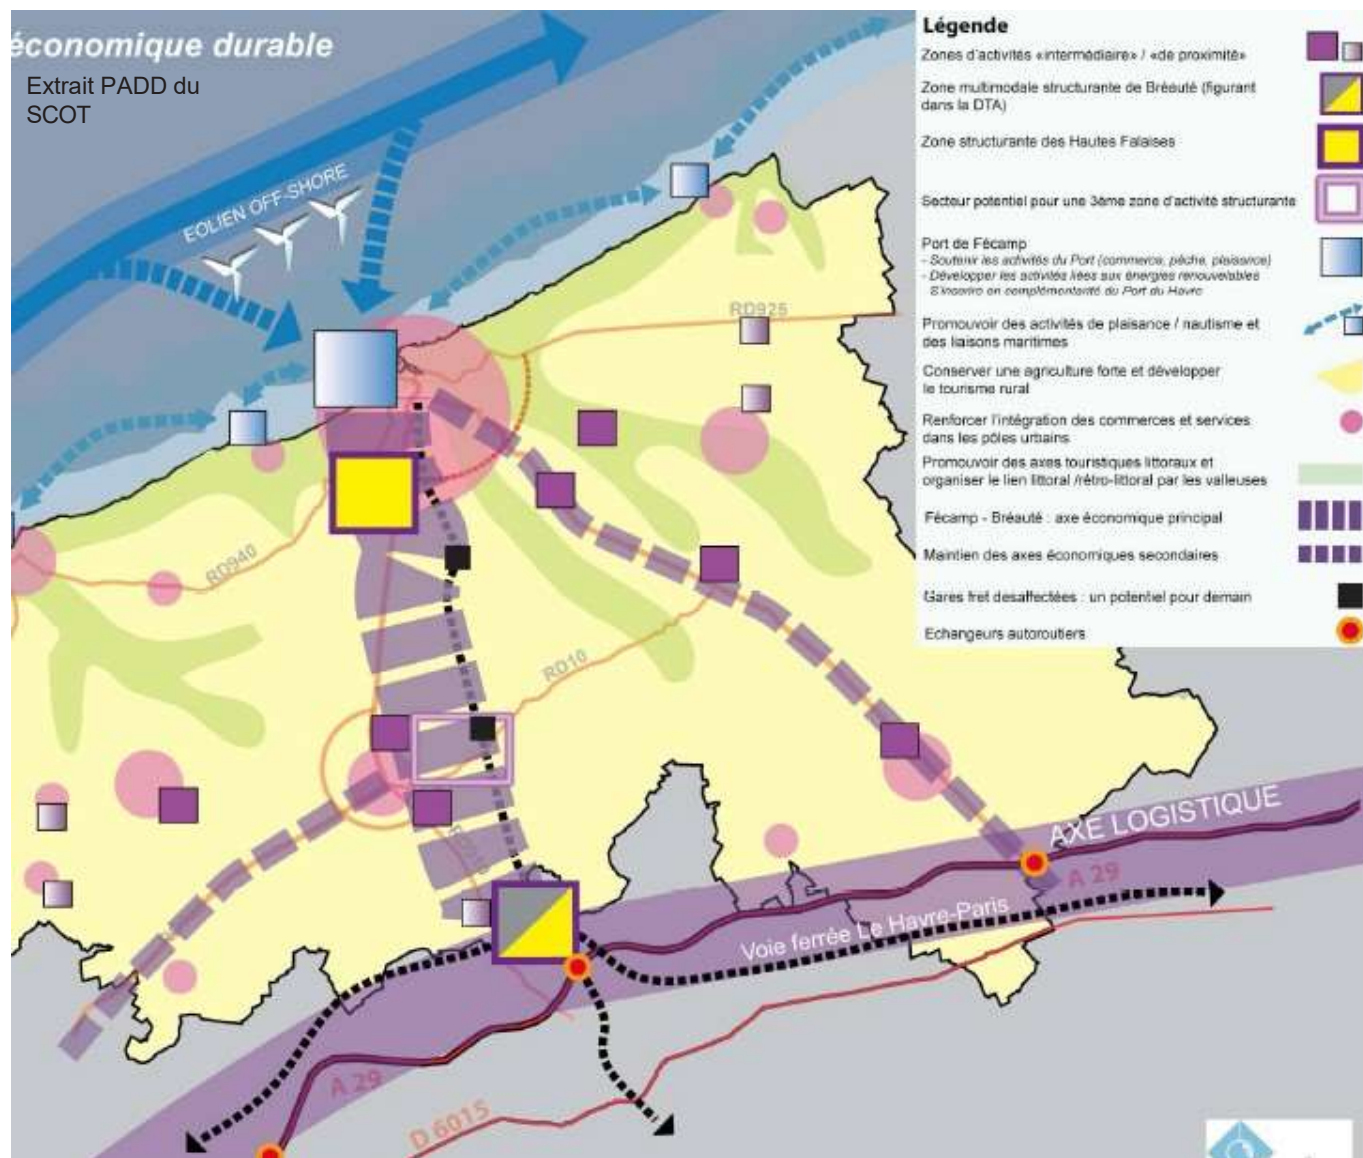 économique durable
Extrait PADD du
SCOT
EOLIEN OFF-SHORE
RD925
RD940
RD10
AXE LOGISTIQUE
A 29
Voie ferrée Le Havre-Paris
A 29
D 6015
Légende
Zones d'activités «intermédiaire» / «de proximité»
Zone multimodale structurante de Bréauté (figurant
dans la DTA)
Zone structurante des Hautes Falaises
Secteur potentiel pour une 3ème zone d'activité structurante
Port de Fécamp
- Soutenir les activités du Port (commerce, pêche, plaisance)
- Développer les activités liées aux énergies renouvelables
S'inscrire en complémentarité du Port du Havre
Promouvoir des activités de plaisance / nautisme et
des liaisons maritimes
Conserver une agriculture forte et développer
le tourisme rural
Renforcer l'intégration des commerces et services
dans les pôles urbains
Promouvoir des axes touristiques littoraux et
organiser le lien littoral /rétro-littoral par les valleuses
Fécamp - Bréauté : axe économique principal
Maintien des axes économiques secondaires
Gares fret desaffectées : un potentiel pour demain
Echangeurs autoroutiers